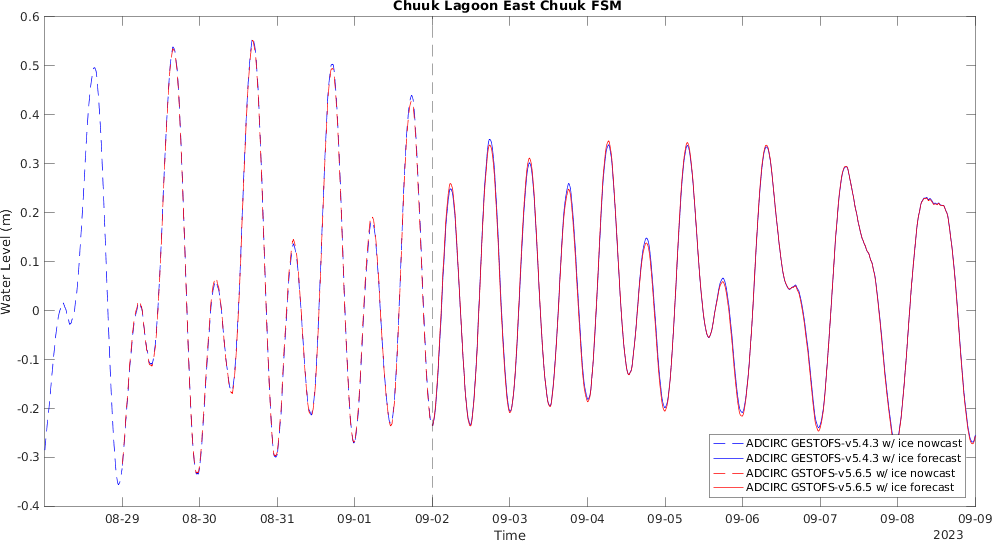 Chuuk Lagoon East Chuuk FSM
0.6
0.5
0.4
0.3
0.2
0.1
0
-0.1
-0.2
-0.3
-0.4
Water Level (m)
08-29 08-30 08-31 09-01 09-02 09-03 09-04 09-05 09-06 09-07 09-08 09-09
Time
2023
ADCIRC GESTOFS-v5.4.3 w/ ice nowcast
ADCIRC GESTOFS-v5.4.3 w/ ice forecast
ADCIRC GSTOFS-v5.6.5 w/ ice nowcast
ADCIRC GSTOFS-v5.6.5 w/ ice forecast